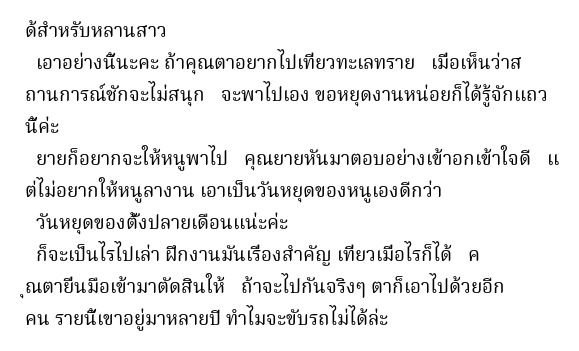 ด้สำหรับหลานสาว
เอาอย่างนี้นะคะ ถ้าคุณตาอยากไปเที่ยวทะเลทราย เมื่อเห็นว่าส
ถานการณ์ชักจะไม่สนุก จะพาไปเอง ขอหยุดงานหน่อยก็ได้รู้จักแถว
นี้ค่ะ
ยายก็อยากจะให้หนูพาไป คุณยายหันมาตอบอย่างเข้าอกเข้าใจดี แ
ต่ไม่อยากให้หนูลางาน เอาเป็นวันหยุดของหนูเองดีกว่า
วันหยุดของตั้งปลายเดือนแน่ะค่ะ
ก็จะเป็นไรไปเล่า ฝึกงานมันเรื่องสำคัญ เที่ยวเมื่อไรก็ได้ ค
ุณตายื่นมือเข้ามาตัดสินให้ ถ้าจะไปกันจริงๆ ตาก็เอาไปด้วยอีก
คน รายนี้เขาอยู่มาหลายปี ทำไมจะขับรถไม่ได้ล่ะ